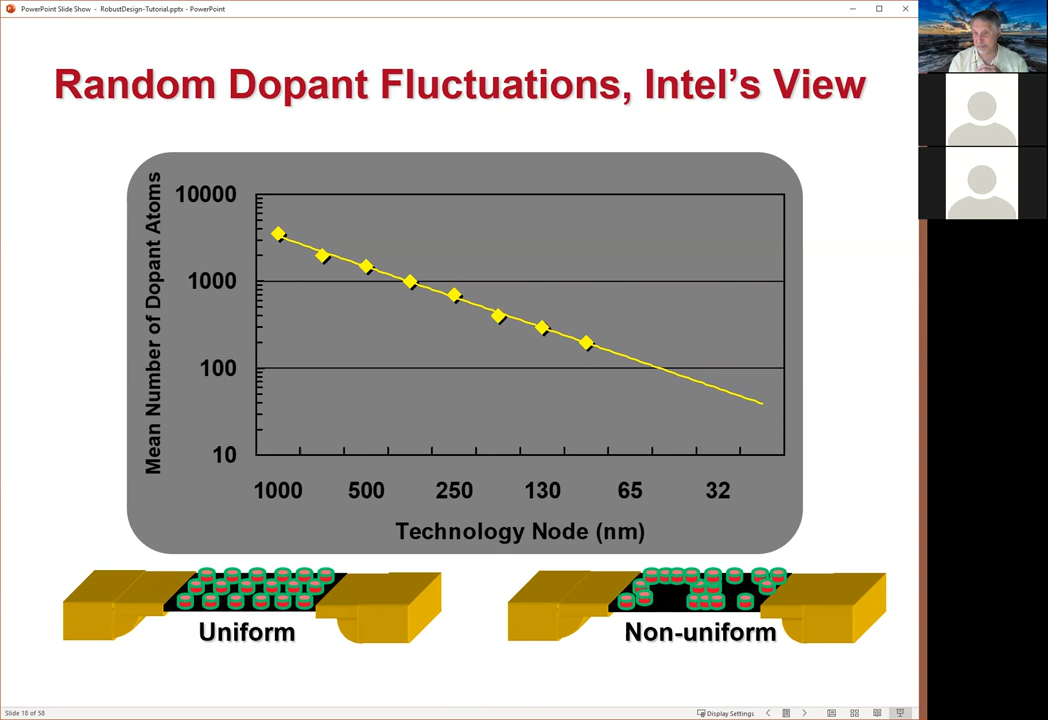 PowerPoint Slide Show - RobustDesign-Tutorial.pptx - PowerPoint
Random Dopant Fluctuations, Intel's View
Mean Number of Dopant Atoms
10000
1000
100
10
1000 500 250 130 65 32
Technology Node (nm)
Uniform
Non-uniform
Slide 18 of 58
Display Settings